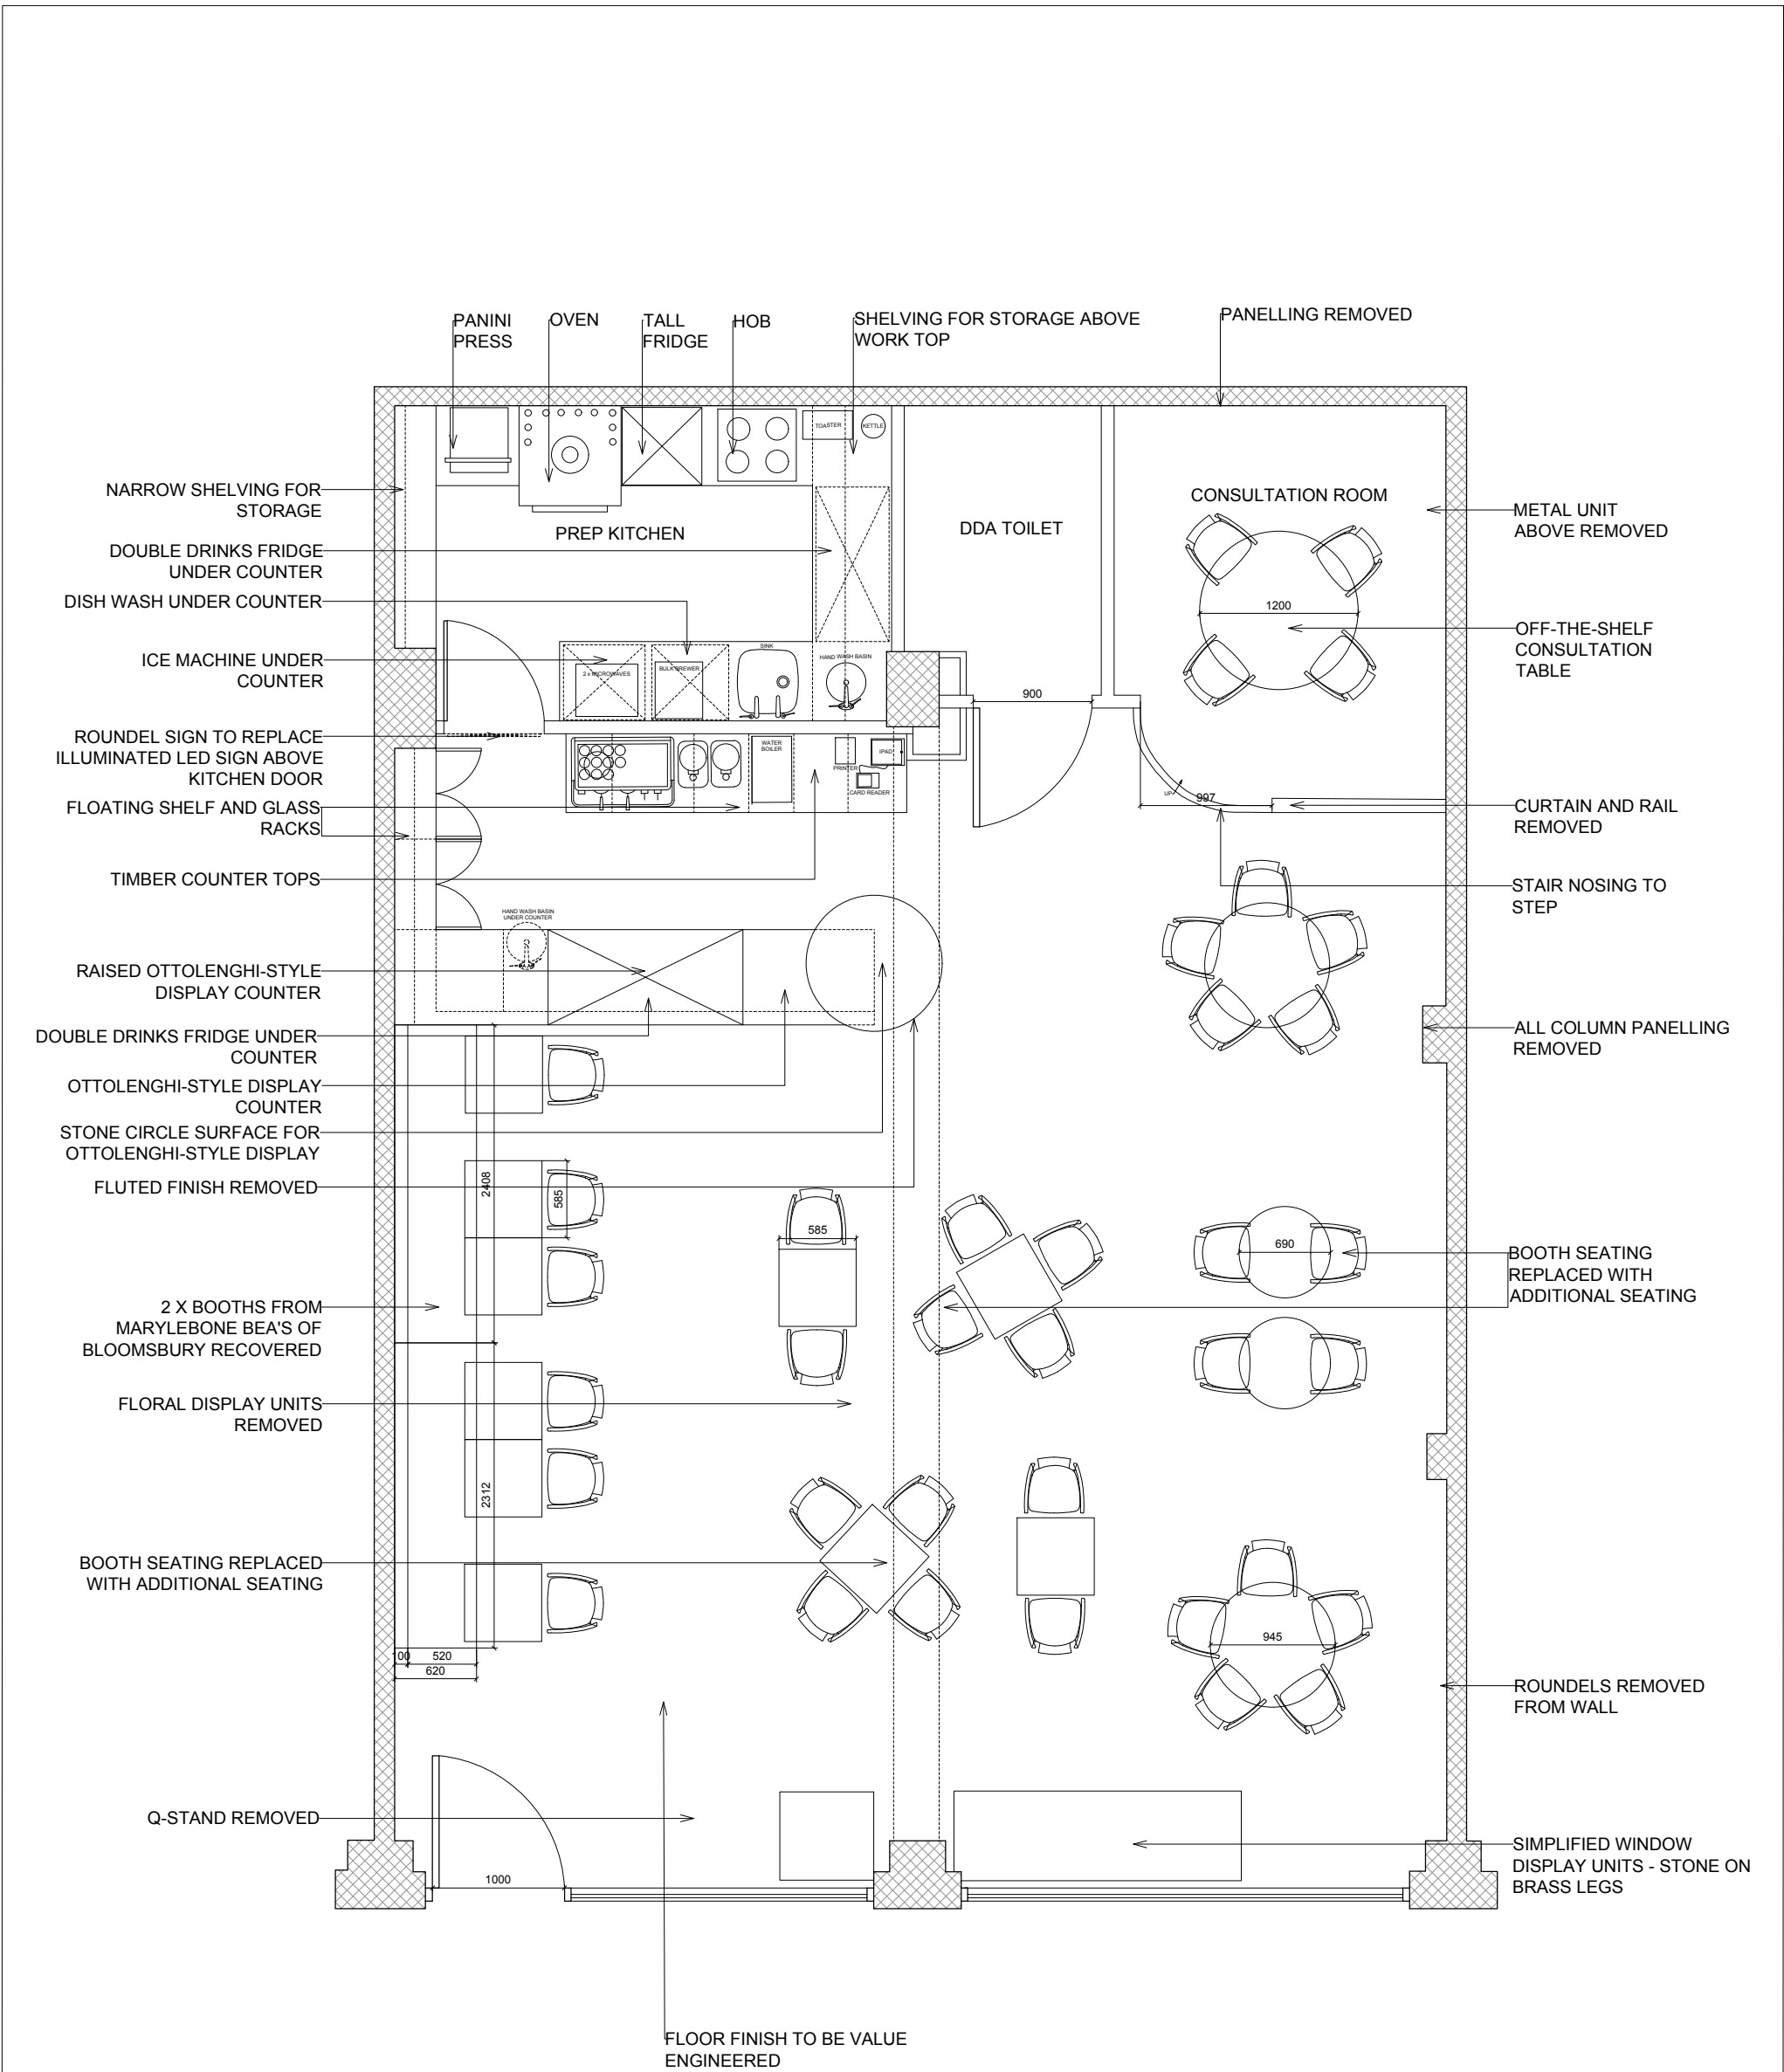 PANINI
PRESS
OVEN
TALL
FRIDGE
HOB
SHELVING FOR STORAGE ABOVE
WORK TOP
PANELLING REMOVED
TOASTER
KETTLE
NARROW SHELVING FOR
STORAGE
PREP KITCHEN
DDA TOILET
CONSULTATION ROOM
METAL UNIT
ABOVE REMOVED
DOUBLE DRINKS FRIDGE
UNDER COUNTER
DISH WASH UNDER COUNTER
1200
OFF-THE-SHELF
CONSULTATION
TABLE
ICE MACHINE UNDER
COUNTER
2 x MICROWAVES
BULK BREWER
SINK
HAND WASH BASIN
900
ROUNDEL SIGN TO REPLACE
ILLUMINATED LED SIGN ABOVE
KITCHEN DOOR
WATER
BOILER
PRINTER
IPAD
CARD READER
UP
997
FLOATING SHELF AND GLASS
RACKS
CURTAIN AND RAIL
REMOVED
TIMBER COUNTER TOPS
STAIR NOSING TO
STEP
HAND WASH BASIN
UNDER COUNTER
RAISED OTTOLENGHI-STYLE
DISPLAY COUNTER
DOUBLE DRINKS FRIDGE UNDER
COUNTER
ALL COLUMN PANELLING
REMOVED
OTTOLENGHI-STYLE DISPLAY
COUNTER
STONE CIRCLE SURFACE FOR
OTTOLENGHI-STYLE DISPLAY
FLUTED FINISH REMOVED
2408
585
585
690
BOOTH SEATING
REPLACED WITH
ADDITIONAL SEATING
2 X BOOTHS FROM
MARYLEBONE BEA'S OF
BLOOMSBURY RECOVERED
FLORAL DISPLAY UNITS
REMOVED
2312
BOOTH SEATING REPLACED
WITH ADDITIONAL SEATING
945
100
520
620
ROUNDELS REMOVED
FROM WALL
Q-STAND REMOVED
SIMPLIFIED WINDOW
DISPLAY UNITS - STONE ON
BRASS LEGS
1000
FLOOR FINISH TO BE VALUE
ENGINEERED